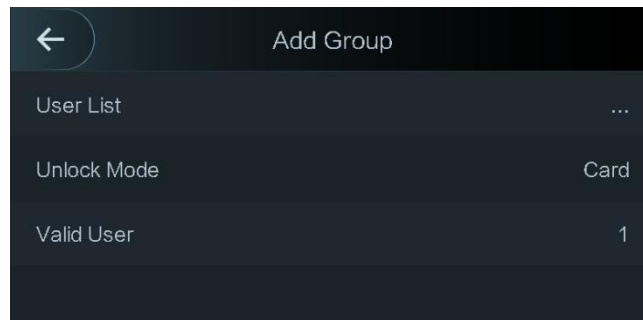 Add Group
User List ...
Unlock Mode Card
Valid User 1